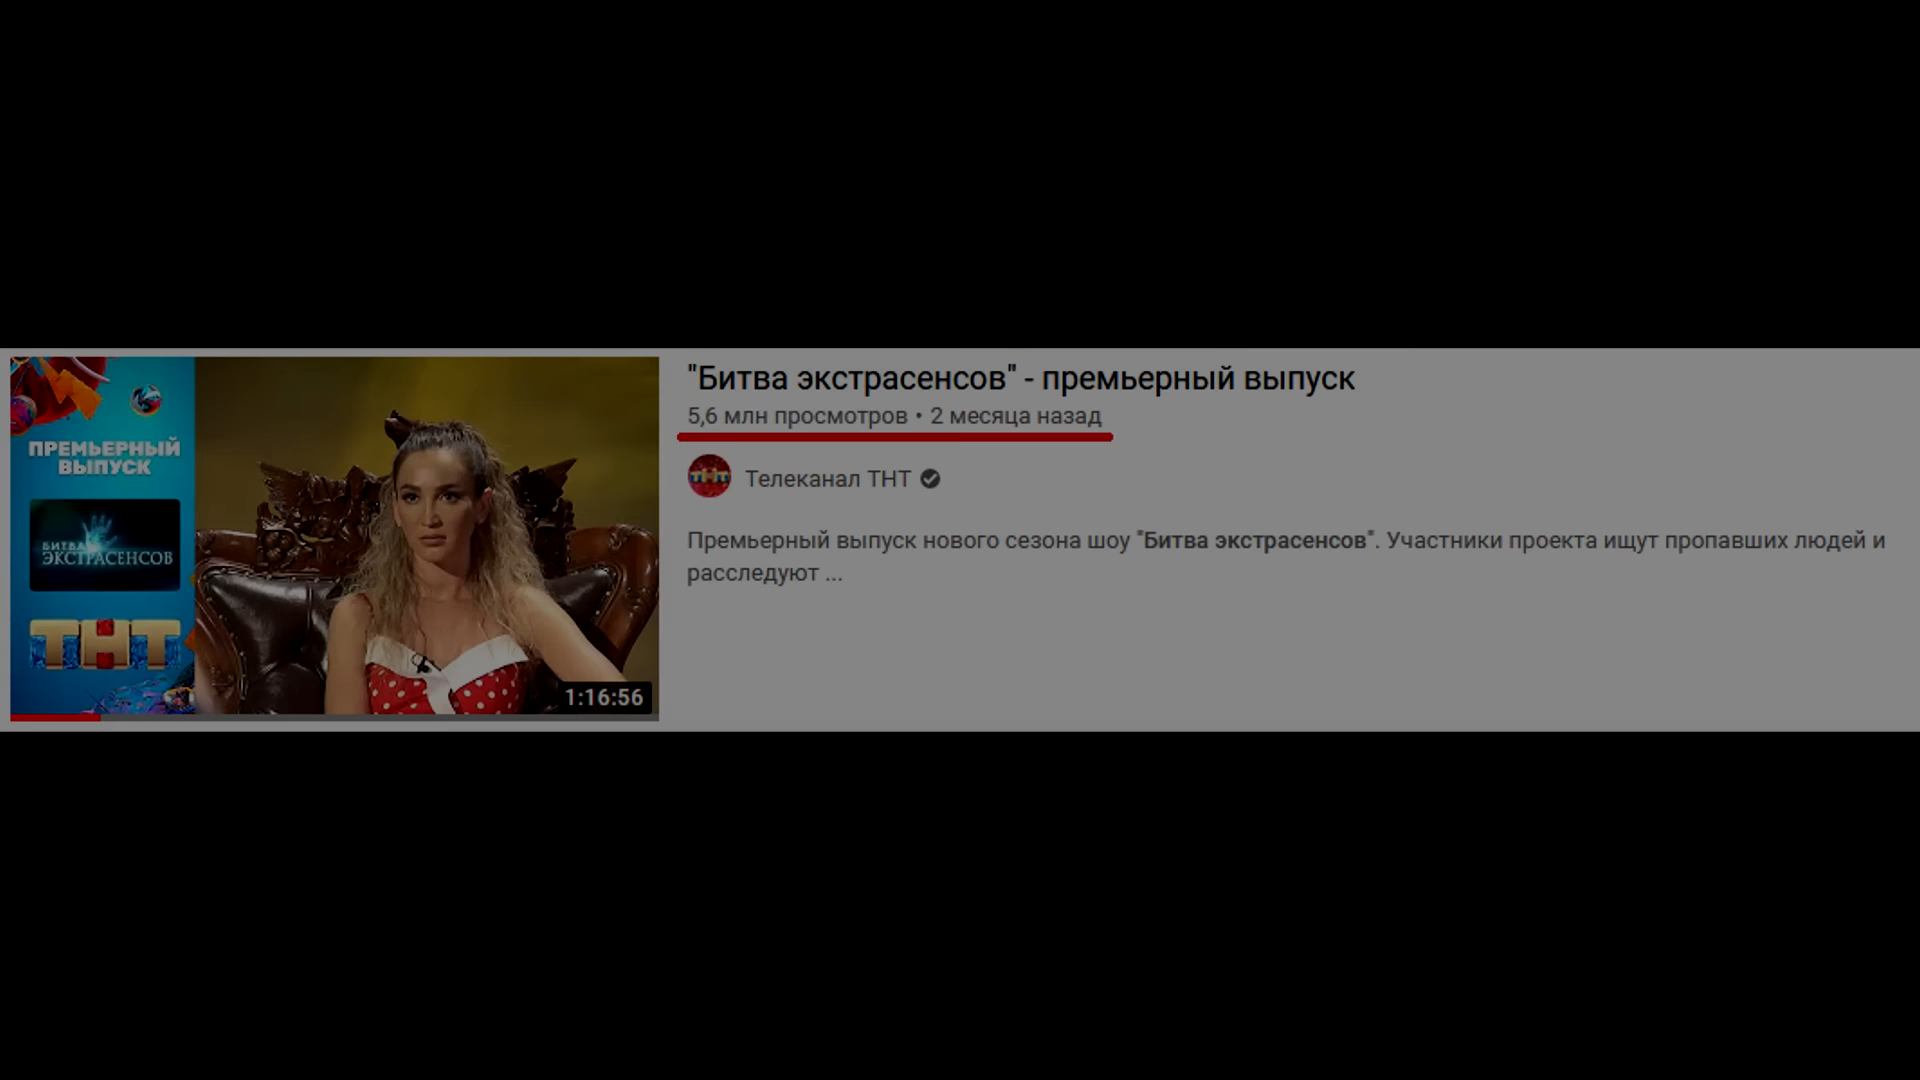 ПРЕМЬЕРНЫЙ
ВЫПУСК
БИТВА
ЭКСТРАСЕНСОВ
ТНТ
1:16:56
"Битва экстрасенсов" - премьерный выпуск
5,6 млн просмотров • 2 месяца назад
ТНТ
Телеканал ТНТ
Премьерный выпуск нового сезона шоу "Битва экстрасенсов". Участники проекта ищут пропавших людей и
расследуют ...